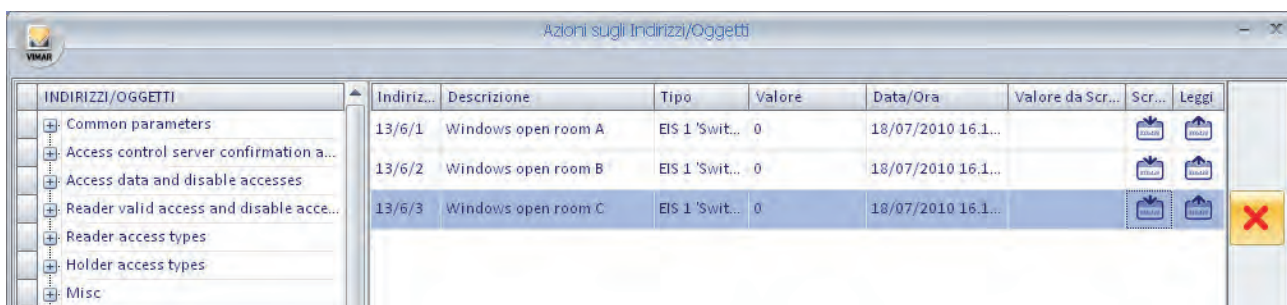 Azioni sugli Indirizzi/Oggetti
VIMAR
INDIRIZZI/OGGETTI
Common parameters
Access control server confirmation a...
Access data and disable accesses
Reader valid access and disable acce...
Reader access types
Holder access types
Misc
Indiriz... Descrizione Tipo Valore Data/Ora Valore da Scr... Scr... Leggi
13/6/1 Windows open room A EIS 1 'Swit... 0 18/07/2010 16.1...
13/6/2 Windows open room B EIS 1 'Swit... 0 18/07/2010 16.1...
13/6/3 Windows open room C EIS 1 'Swit... 0 18/07/2010 16.1...